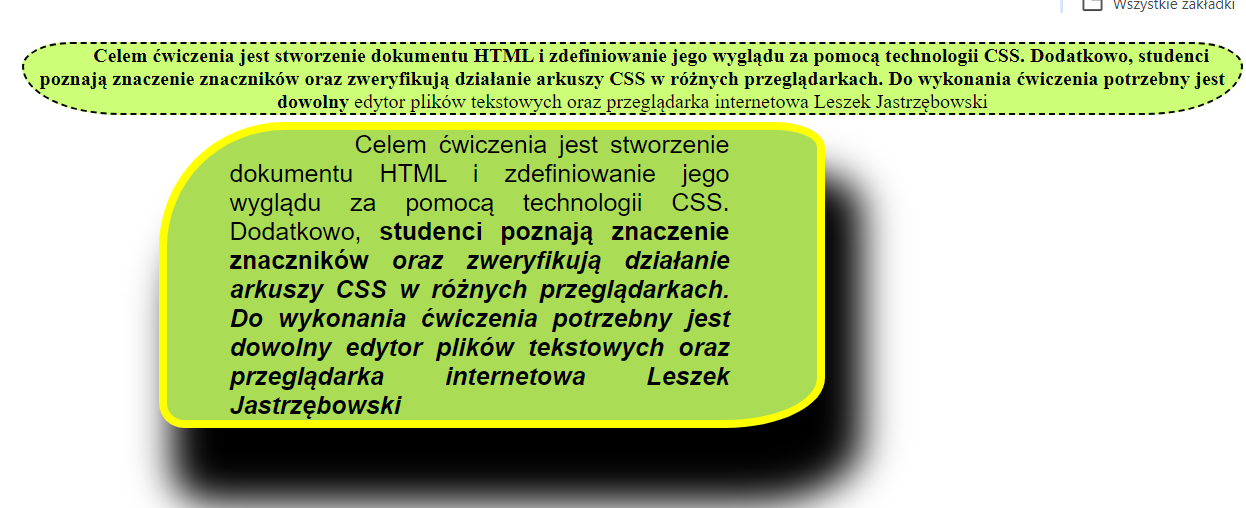 Wszystkie zakładki
Celem ćwiczenia jest stworzenie dokumentu HTML i zdefiniowanie jego wyglądu za pomocą technologii CSS. Dodatkowo, studenci
poznają znaczenie znaczników oraz zweryfikują działanie arkuszy CSS w różnych przeglądarkach. Do wykonania ćwiczenia potrzebny jest
dowolny edytor plików tekstowych oraz przeglądarka internetowa Leszek Jastrzębowski
Celem ćwiczenia jest stworzenie
dokumentu HTML i zdefiniowanie jego
wyglądu za pomocą technologii CSS.
Dodatkowo, studenci poznają znaczenie
znaczników oraz zweryfikują działanie
arkuszy CSS w różnych przeglądarkach.
Do wykonania ćwiczenia potrzebny jest
dowolny edytor plików tekstowych oraz
przeglądarka internetowa Leszek
Jastrzębowski